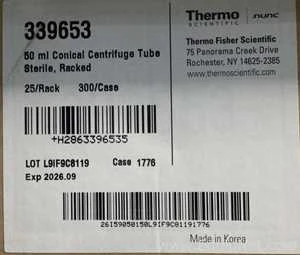 339653
Thermo
SCIENTIFIC
nunc
50 ml Conical Centrifuge Tube
Sterile, Racked
25/Rack 300/Case
Thermo Fisher Scientific
75 Panorama Creek Drive
Rochester, NY 14625-2385
www.thermoscientific.com
+H2863396535
LOT L9IF9C8119 Case 1776
Exp 2026.09
26I59050150L9IF9C81191776
Made in Korea